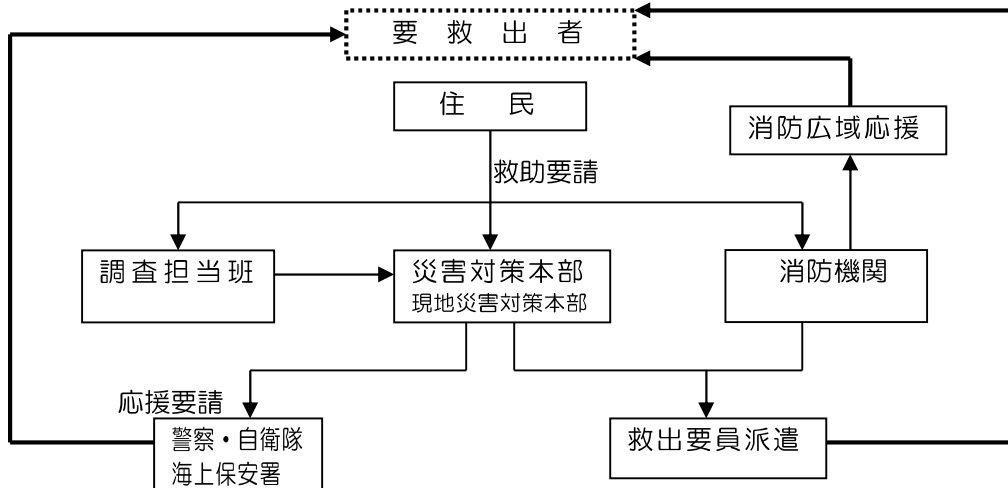 要救出者
住民
消防広域応援
救助要請
調査担当班
災害対策本部
現地災害対策本部
消防機関
応援要請
警察・自衛隊
海上保安署
救出要員派遣